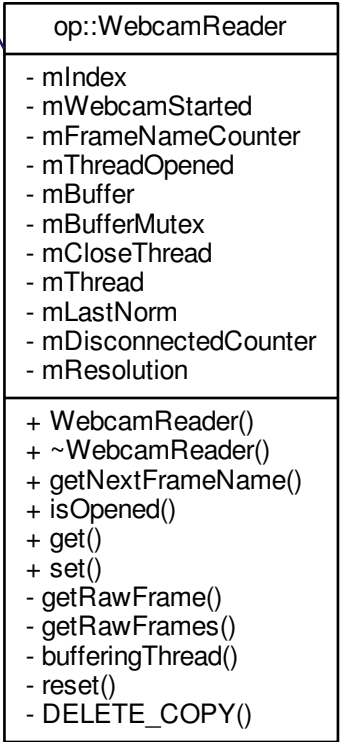 op::WebcamReader
- mIndex
- mWebcamStarted
- mFrameNameCounter
- mThreadOpened
- mBuffer
- mBufferMutex
- mCloseThread
- mThread
- mLastNorm
- mDisconnectedCounter
- mResolution
+ WebcamReader()
+ ~WebcamReader()
+ getNextFrameName()
+ isOpened()
+ get()
+ set()
- getRawFrame()
- getRawFrames()
- bufferingThread()
- reset()
- DELETE_COPY()